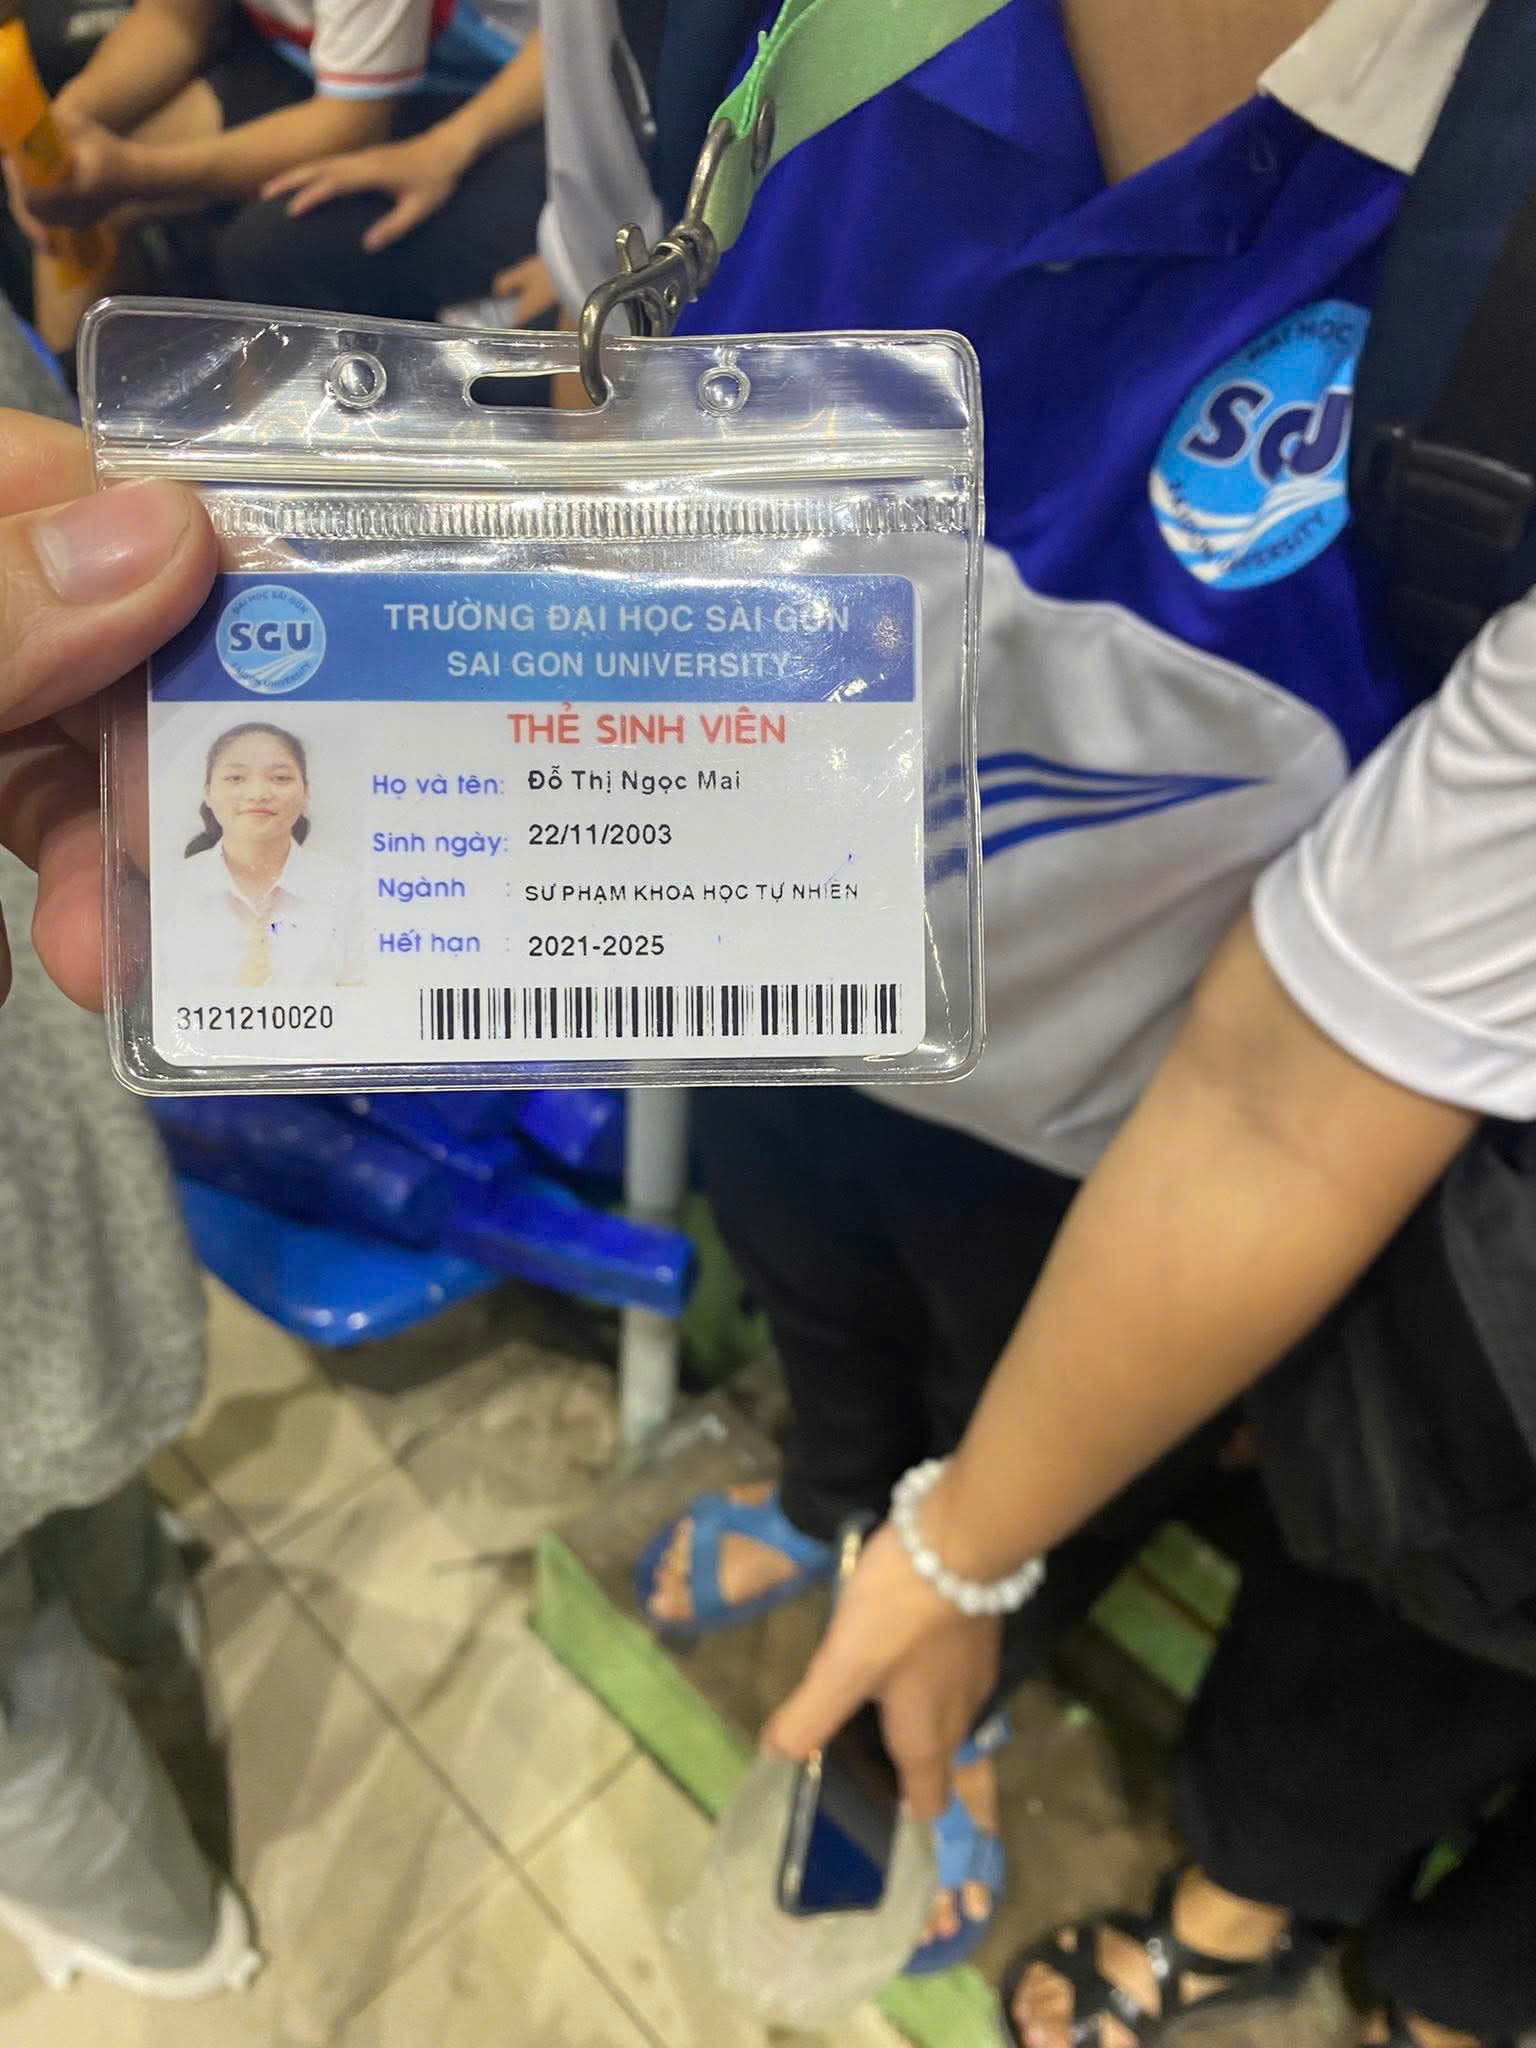 ĐẠI HỌC
SGU
UNIVERSITY
ĐẠI HỌC SÀI GÒN
SGU
SAIGON UNIVERSITY
TRƯỜNG ĐẠI HỌC SÀI GÒN
SAI GON UNIVERSITY
THẺ SINH VIÊN
Họ và tên: Đỗ Thị Ngọc Mai
Sinh ngày: 22/11/2003
Ngành : SƯ PHẠM KHOA HỌC TỰ NHIÊN
Hết hạn : 2021-2025
3121210020